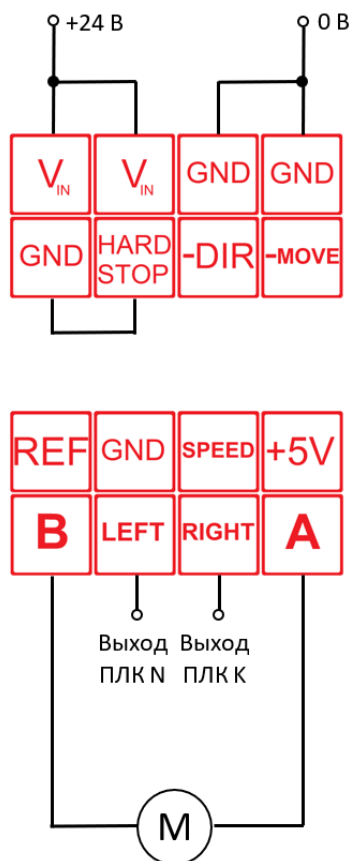 +24 В 0 В
VIN VIN GND GND
GND HARD STOP -DIR -MOVE
REF GND SPEED +5V
B LEFT RIGHT A
Выход Выход
ПЛК N ПЛК K
M